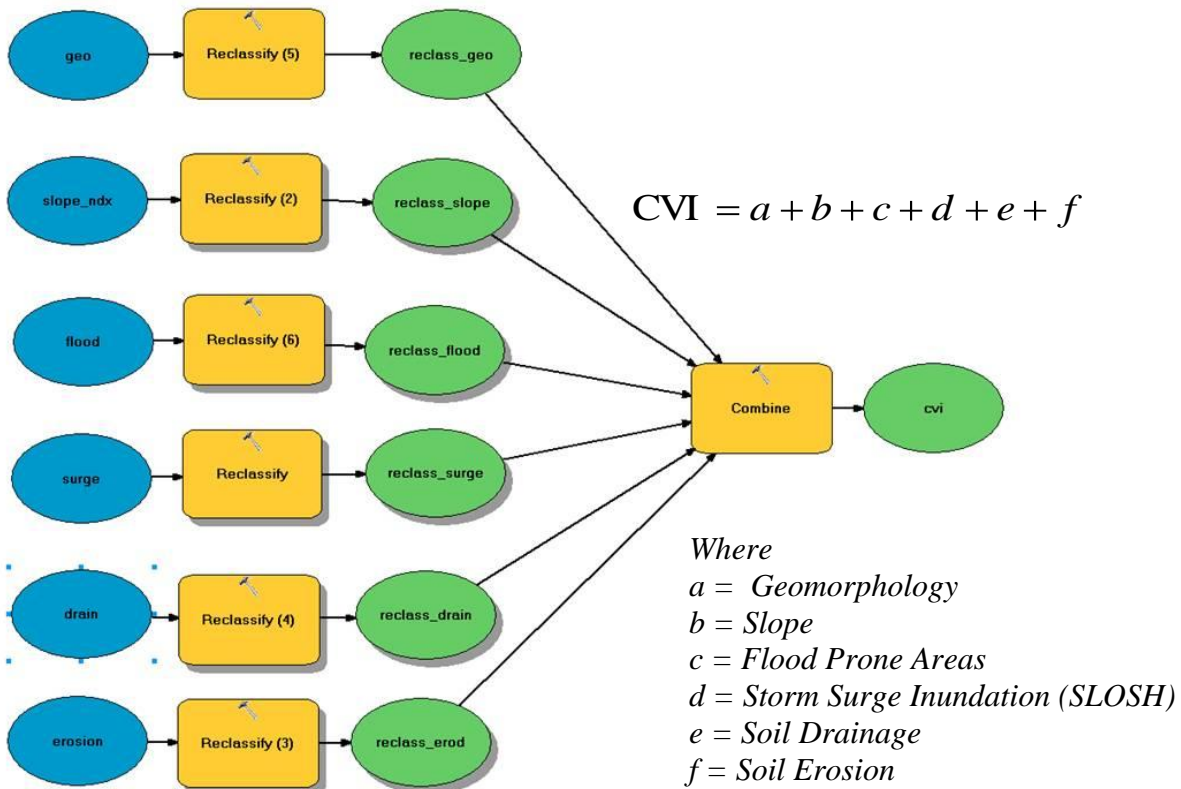 geo
Reclassify (5)
reclass_geo
slope_ndx
Reclassify (2)
reclass_slope
CVI = a + b + c + d + e + f
flood
Reclassify (6)
reclass_flood
Combine
cvi
surge
Reclassify
reclass_surge
drain
Reclassify (4)
reclass_drain
erosion
Reclassify (3)
reclass_erod
Where
a = Geomorphology
b = Slope
c = Flood Prone Areas
d = Storm Surge Inundation (SLOSH)
e = Soil Drainage
f = Soil Erosion